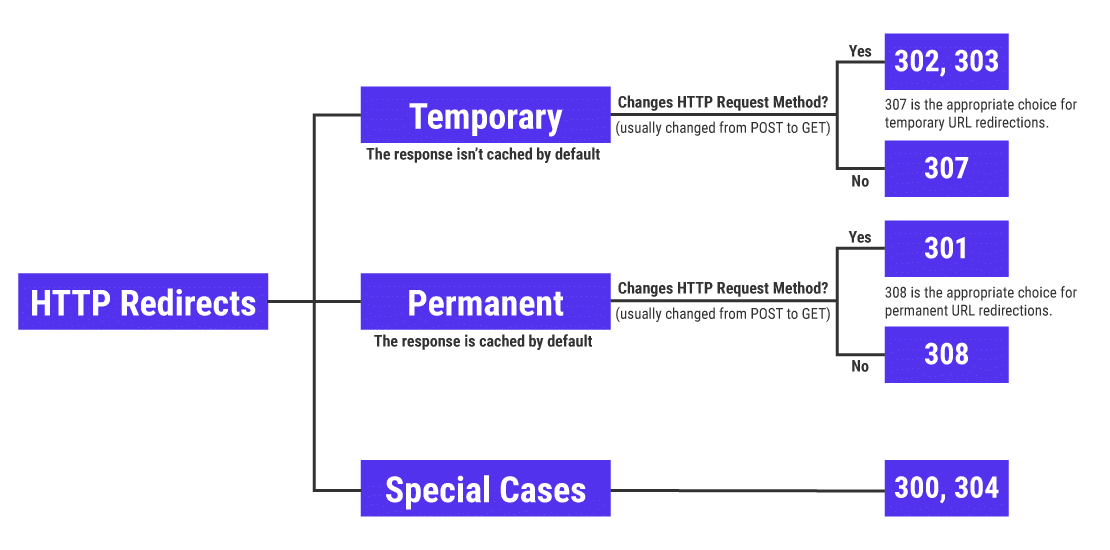 HTTP Redirects
Temporary
The response isn't cached by default
Changes HTTP Request Method?
(usually changed from POST to GET)
Yes
302, 303
307 is the appropriate choice for
temporary URL redirections.
No
307
Permanent
The response is cached by default
Changes HTTP Request Method?
(usually changed from POST to GET)
Yes
301
308 is the appropriate choice for
permanent URL redirections.
No
308
Special Cases
300, 304